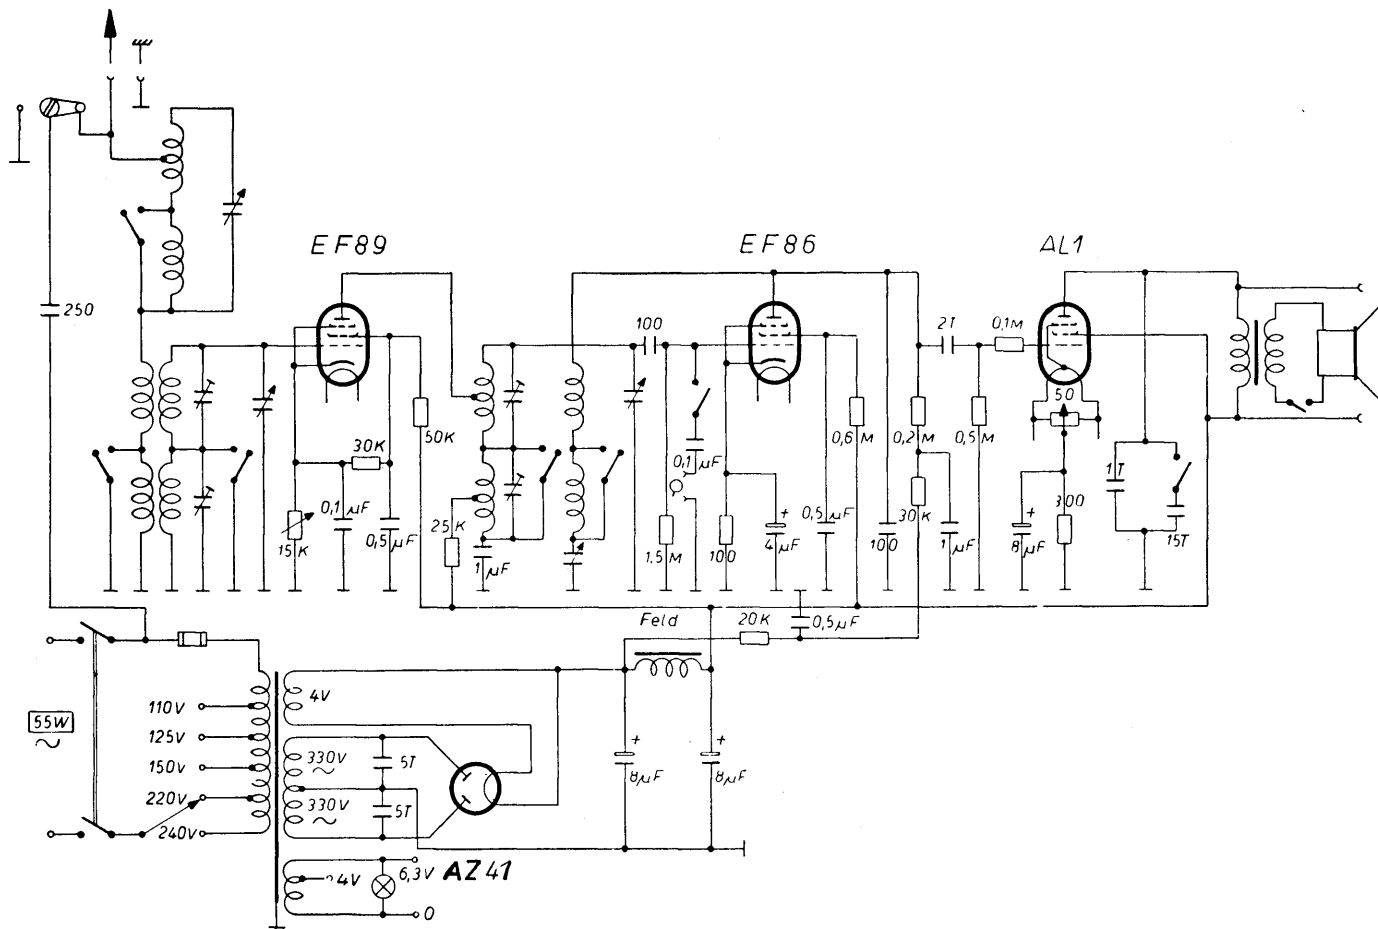 EF89
EF86
AL1
250
100
2T
0,1M
50K
30K
0,1µF
0,5µF
15K
25K
1µF
0,1µF
1,5M
100
4µF
0,5µF
0,6M
100
0,2M
30K
0,5M
1µF
50
8µF
300
1T
15T
Feld
20K
0,5µF
55W
110V
125V
150V
220V
240V
4V
330V
330V
5T
5T
8µF
8µF
4V
6,3V
0
AZ41